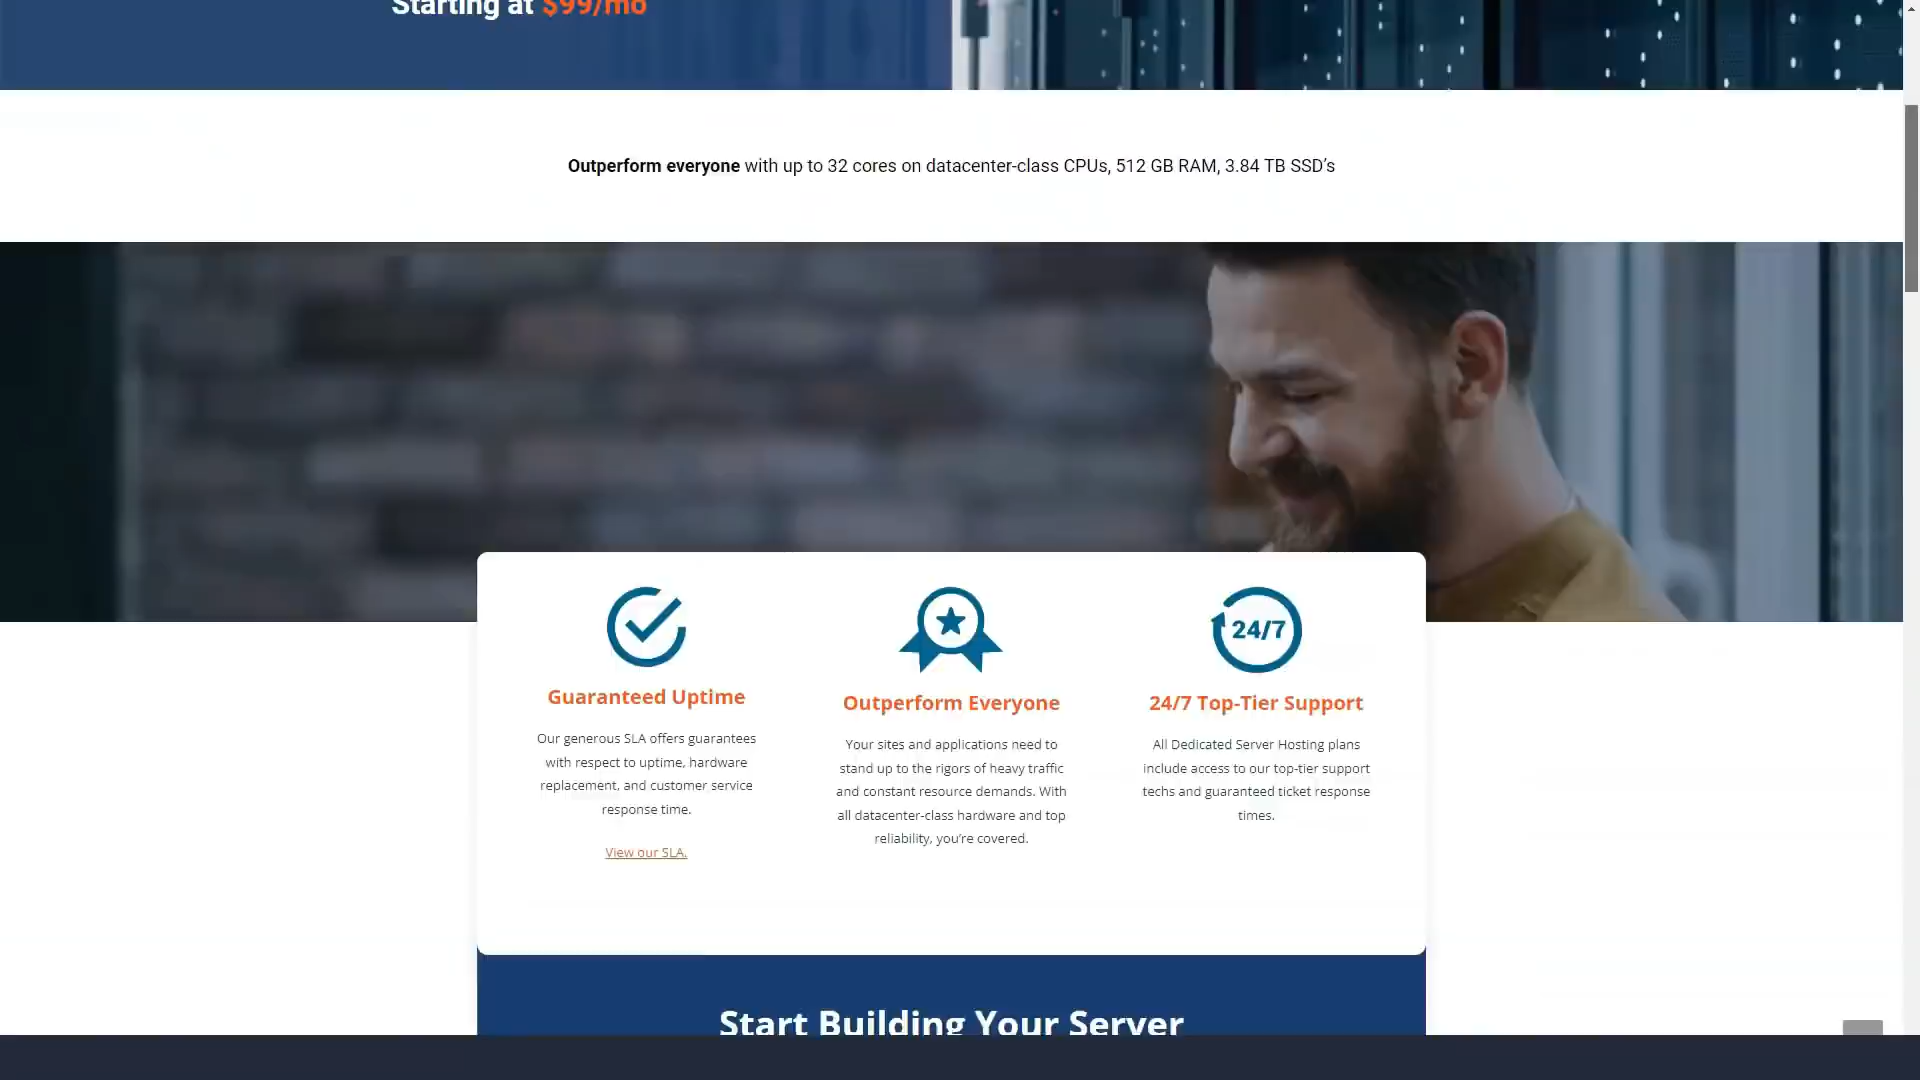 Starting at $99/mo
Outperform everyone with up to 32 cores on datacenter-class CPUs, 512 GB RAM, 3.84 TB SSD’s
24/7
Guaranteed Uptime
Our generous SLA offers guarantees
with respect to uptime, hardware
replacement, and customer service
response time.
View our SLA.
Outperform Everyone
Your sites and applications need to
stand up to the rigors of heavy traffic
and constant resource demands. With
all datacenter-class hardware and top
reliability, you’re covered.
24/7 Top-Tier Support
All Dedicated Server Hosting plans
include access to our top-tier support
techs and guaranteed ticket response
times.
Start Building Your Server